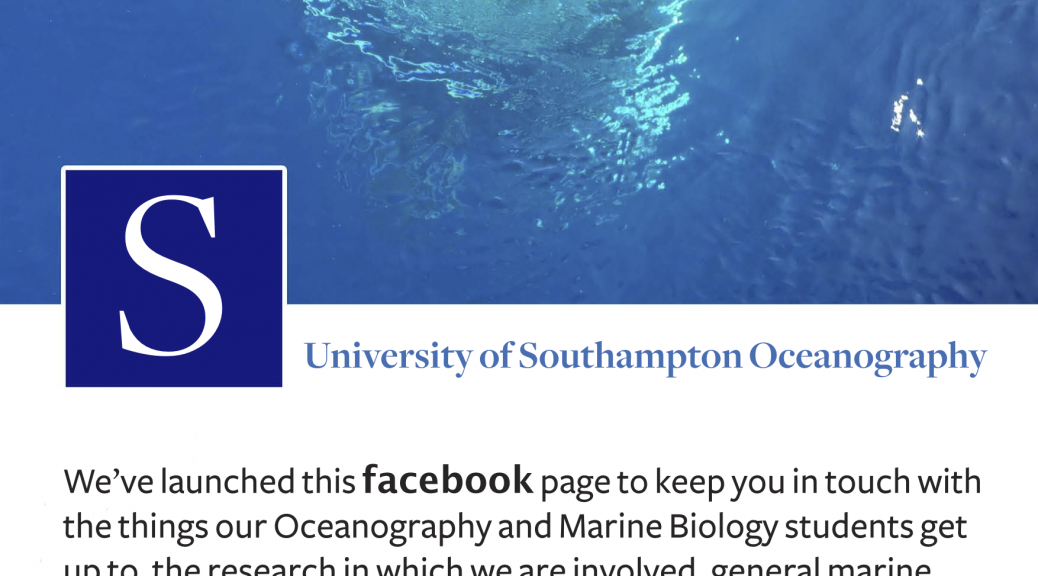 S
University of Southampton Oceanography
We’ve launched this facebook page to keep you in touch with
the things our Oceanography and Marine Biology students get
up to, the research in which we are involved, general marine